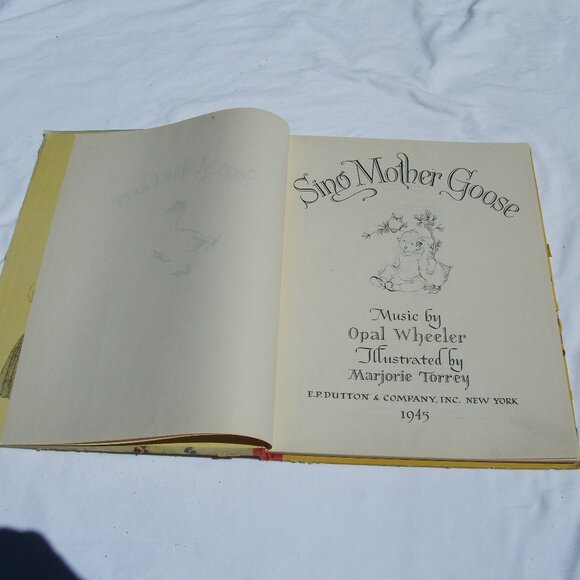 Sing Mother Goose
Music by
Opal Wheeler
Illustrated by
Marjorie Torrey
E.P. DUTTON & COMPANY, INC. NEW YORK
1945